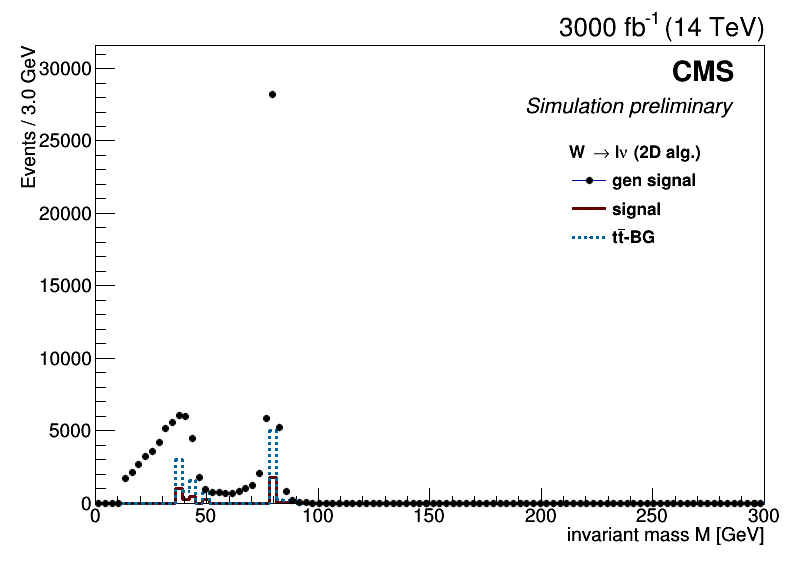 3000 fb⁻¹ (14 TeV)
CMS
Simulation preliminary
W → lν (2D alg.)
gen signal
signal
tt̄-BG
Events / 3.0 GeV
30000
25000
20000
15000
10000
5000
0
0 50 100 150 200 250 300
invariant mass M [GeV]